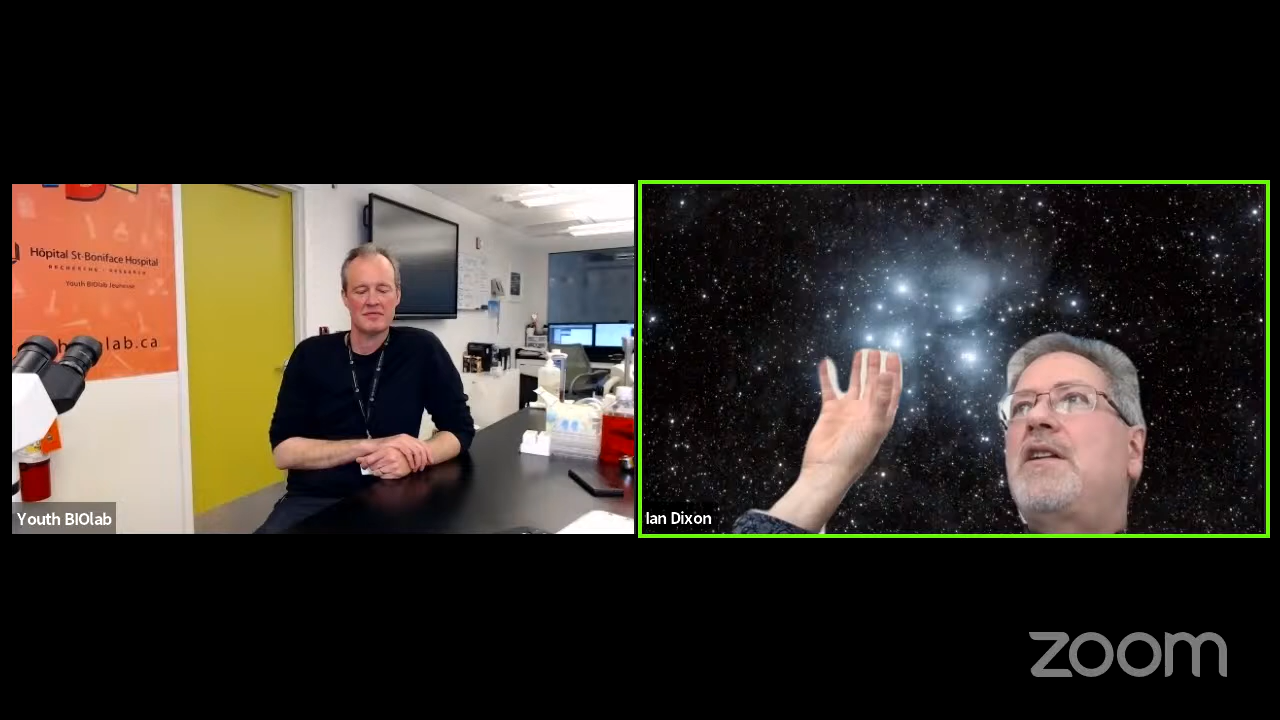 Hôpital St-Boniface Hospital
RECHERCHE • RESEARCH
Youth BIOlab Jeunesse
lab.ca
Youth BIOlab
Ian Dixon
zoom